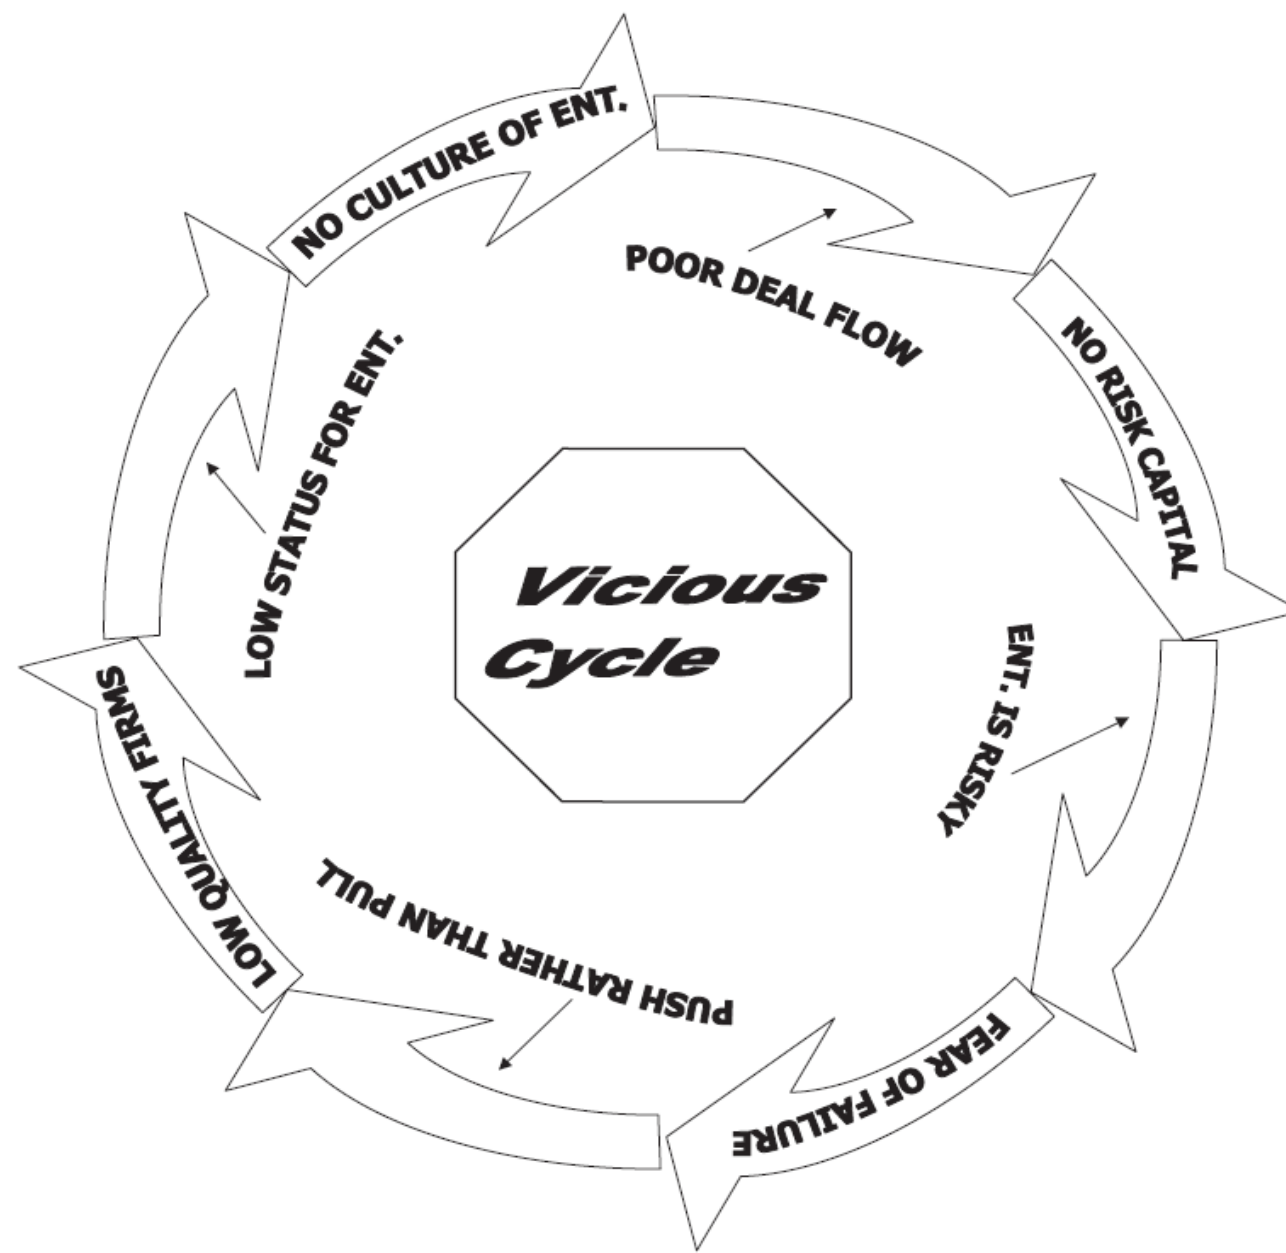 NO CULTURE OF ENT.
POOR DEAL FLOW
NO RISK CAPITAL
ENT. IS RISKY
FEAR OF FAILURE
PUSH RATHER THAN PULL
LOW QUALITY FIRMS
LOW STATUS FOR ENT.
Vicious
Cycle